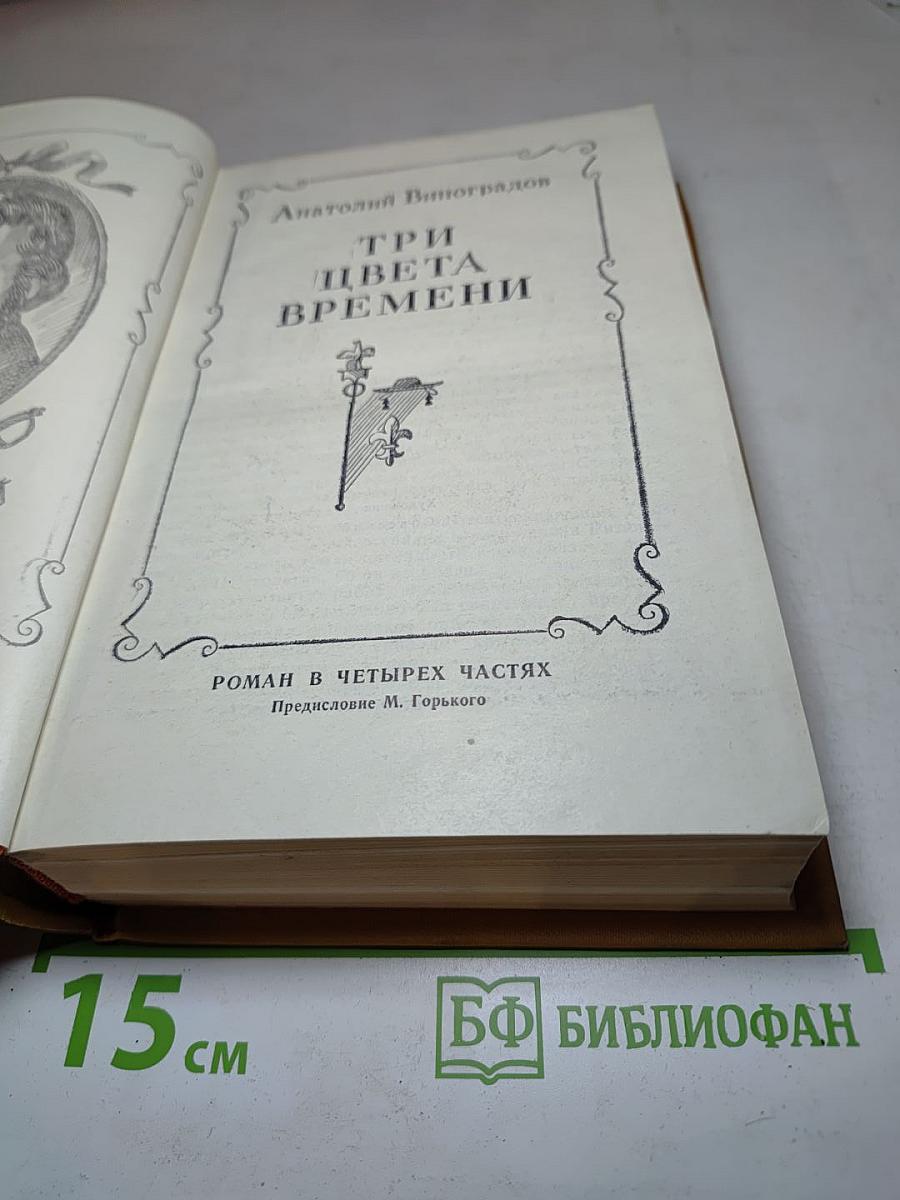 Анатолий Виноградов
ТРИ
ЦВЕТА
ВРЕМЕНИ
РОМАН В ЧЕТЫРЕХ ЧАСТЯХ
Предисловие М. Горького
15 см
БФ БИБЛИОФАН